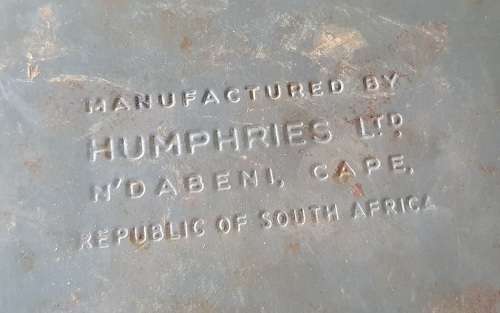 MANUFACTURED BY
HUMPHRIES LTD
N'DABENI, CAPE,
REPUBLIC OF SOUTH AFRICA